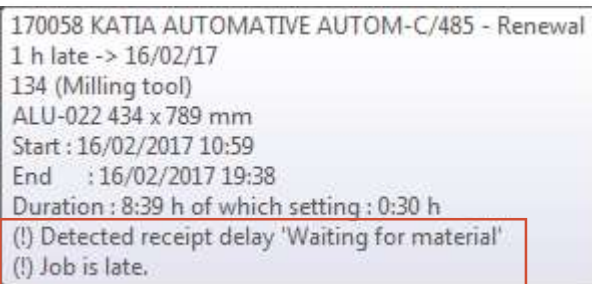 170058 KATIA AUTOMATIVE AUTOM-C/485 - Renewal
1 h late -> 16/02/17
134 (Milling tool)
ALU-022 434 x 789 mm
Start : 16/02/2017 10:59
End : 16/02/2017 19:38
Duration : 8:39 h of which setting : 0:30 h
(!) Detected receipt delay 'Waiting for material'
(!) Job is late.